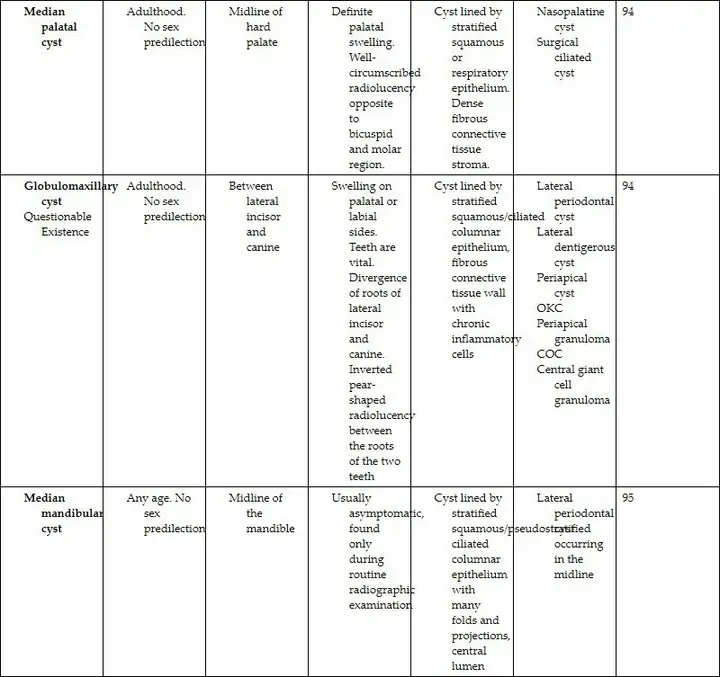 Median
palatal
cyst
Adulthood.
No sex
predilection
Midline of
hard
palate
Definite
palatal
swelling.
Well-
circumscribed
radiolucency
opposite
to
bicuspid
and molar
region.
Cyst lined by
stratified
squamous
or
respiratory
epithelium.
Dense
fibrous
connective
tissue
stroma.
Nasopalatine
cyst
Surgical
ciliated
cyst
94
Globulomaxillary
cyst
Questionable
Existence
Adulthood.
No sex
predilection
Between
lateral
incisor
and
canine
Swelling on
palatal or
labial
sides.
Teeth are
vital.
Divergence
of roots of
lateral
incisor
and
canine.
Inverted
pear-
shaped
radiolucency
between
the roots
of the two
teeth
Cyst lined by
stratified
squamous/ciliated
columnar
epithelium,
fibrous
connective
tissue wall
with
chronic
inflammatory
cells
Lateral
periodontal
cyst
Lateral
dentigerous
cyst
Periapical
cyst
OKC
Periapical
granuloma
COC
Central giant
cell
granuloma
94
Median
mandibular
cyst
Any age. No
sex
predilection
Midline of
the
mandible
Usually
asymptomatic,
found
only
during
routine
radiographic
examination
Cyst lined by
stratified
squamous/pseudostratified
ciliated
columnar
epithelium
with
many
folds and
projections,
central
lumen
Lateral
periodontal
occurring
in the
midline
95